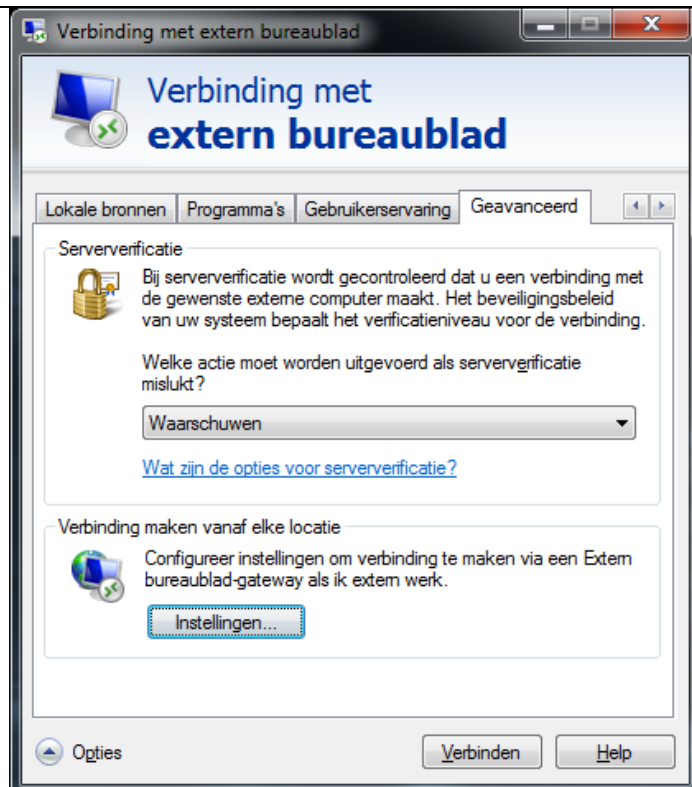 Verbinding met extern bureaublad
Verbinding met
extern bureaublad
Lokale bronnen
Programma's
Gebruikerservaring
Geavanceerd
Serververificatie
Bij serververificatie wordt gecontroleerd dat u een verbinding met
de gewenste externe computer maakt. Het beveiligingsbeleid
van uw systeem bepaalt het verificatieniveau voor de verbinding.
Welke actie moet worden uitgevoerd als serververificatie
mislukt?
Waarschuwen
Wat zijn de opties voor serververificatie?
Verbinding maken vanaf elke locatie
Configureer instellingen om verbinding te maken via een Extern
bureaublad-gateway als ik extern werk.
Instellingen...
Opties
Verbinden
Help